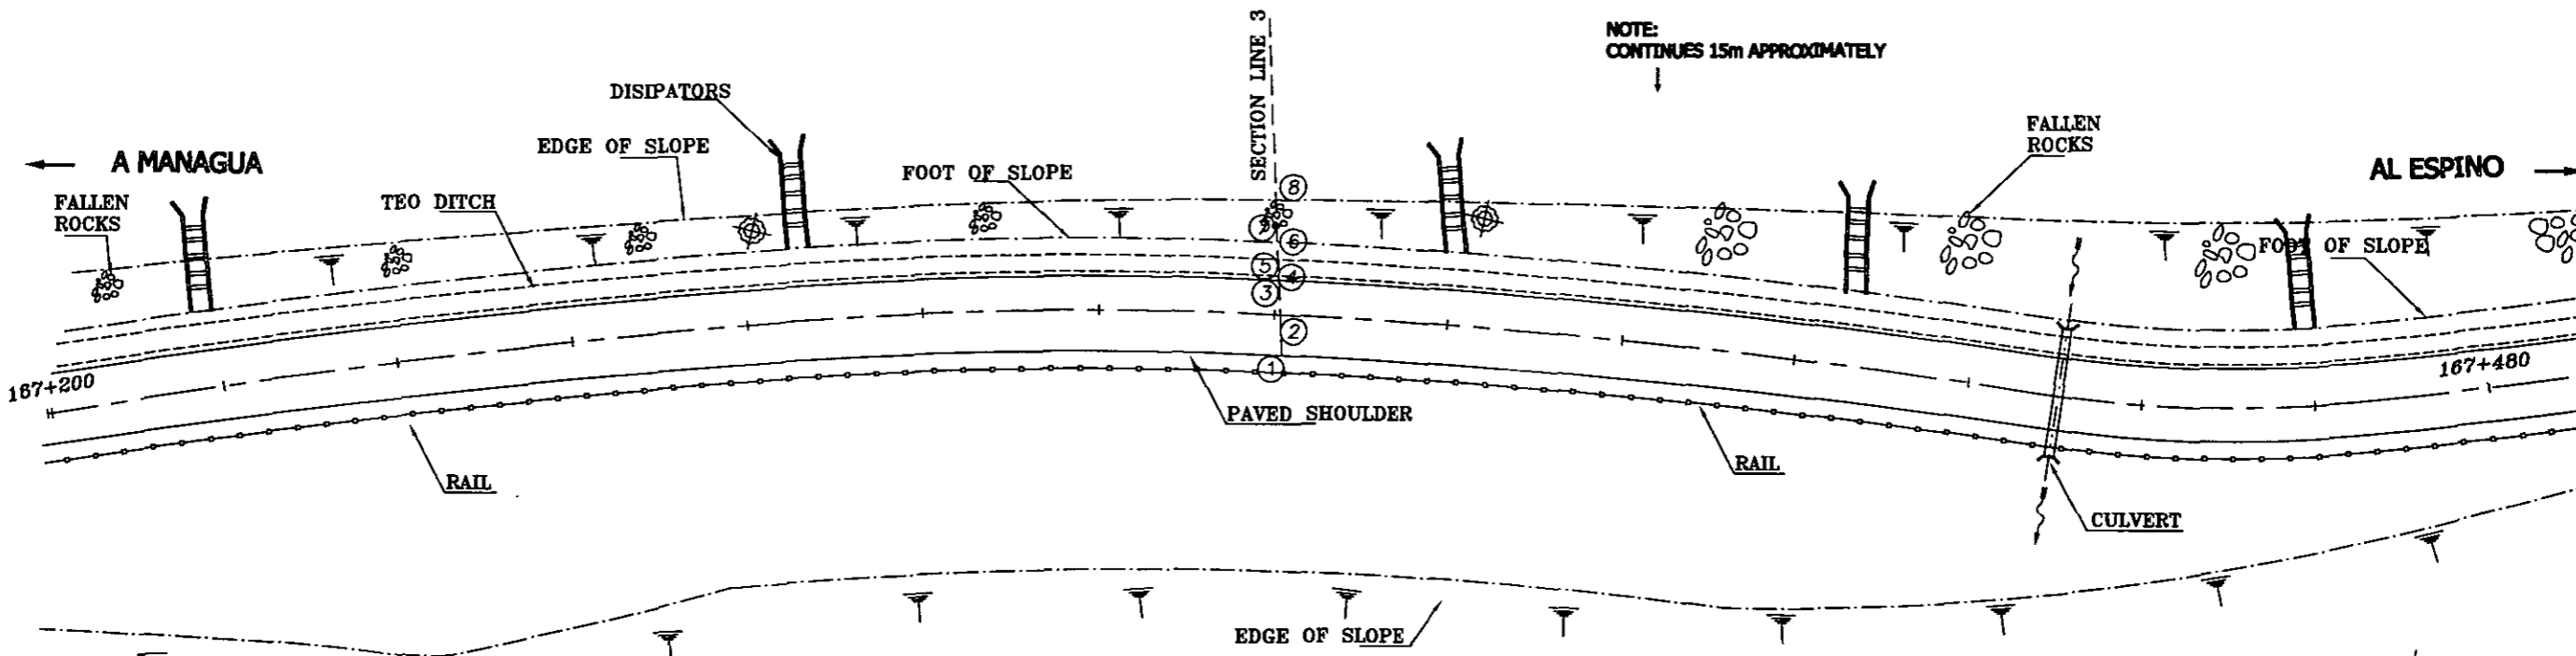 SECTION LINE 3
NOTE:
CONTINUES 15m APPROXIMATELY
DISIPATORS
EDGE OF SLOPE
A MANAGUA
FOOT OF SLOPE
FALLEN
ROCKS
AL ESPINO
FALLEN
ROCKS
TEO DITCH
8
7
6
FOOT OF SLOPE
5
4
3
2
1
167+200
167+480
PAVED SHOULDER
RAIL
RAIL
CULVERT
EDGE OF SLOPE